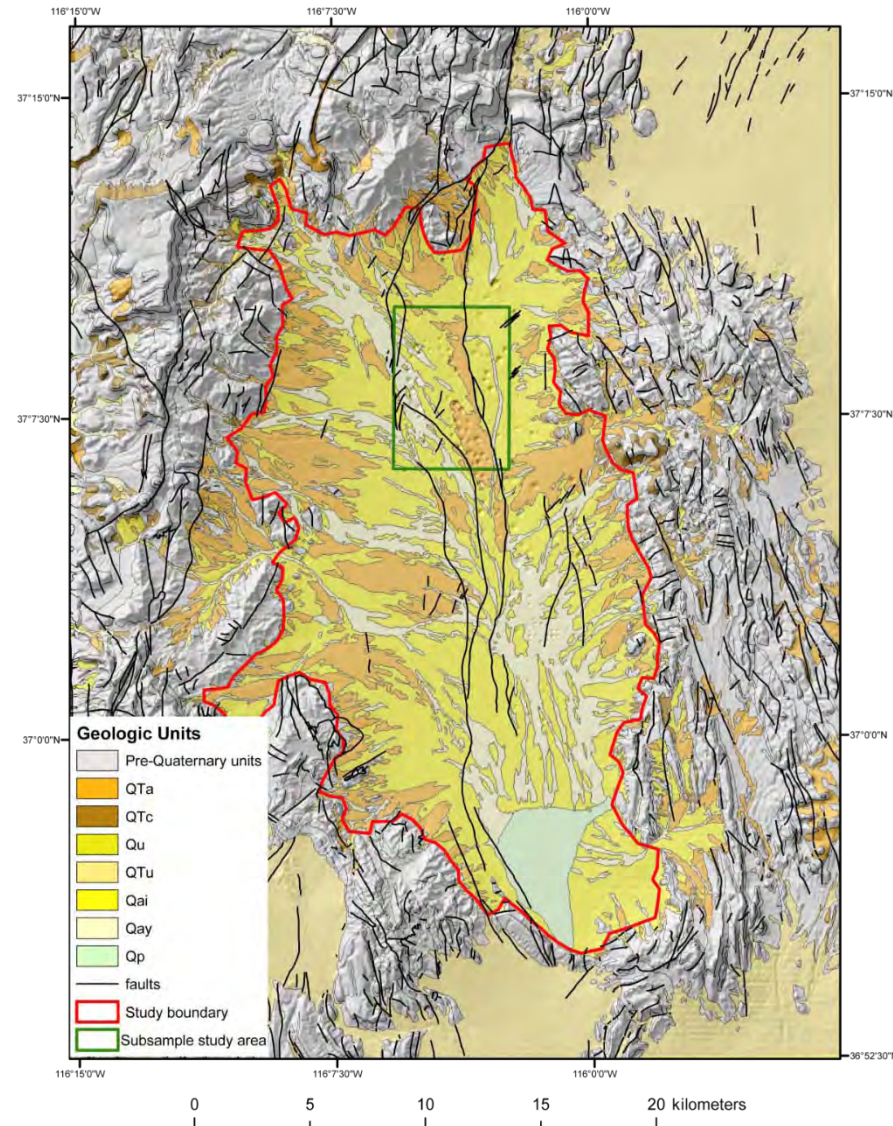 116°15'0"W 116°7'30"W 116°0'0"W
37°15'0"N 37°15'0"N
37°7'30"N 37°7'30"N
37°0'0"N
Geologic Units
Pre-Quaternary units
QTa
QTc
Qu
QTu
Qai
Qay
Qp
faults
Study boundary
Subsample study area
37°0'0"N
36°52'30"N
116°15'0"W 116°7'30"W 116°0'0"W
0 5 10 15 20 kilometers